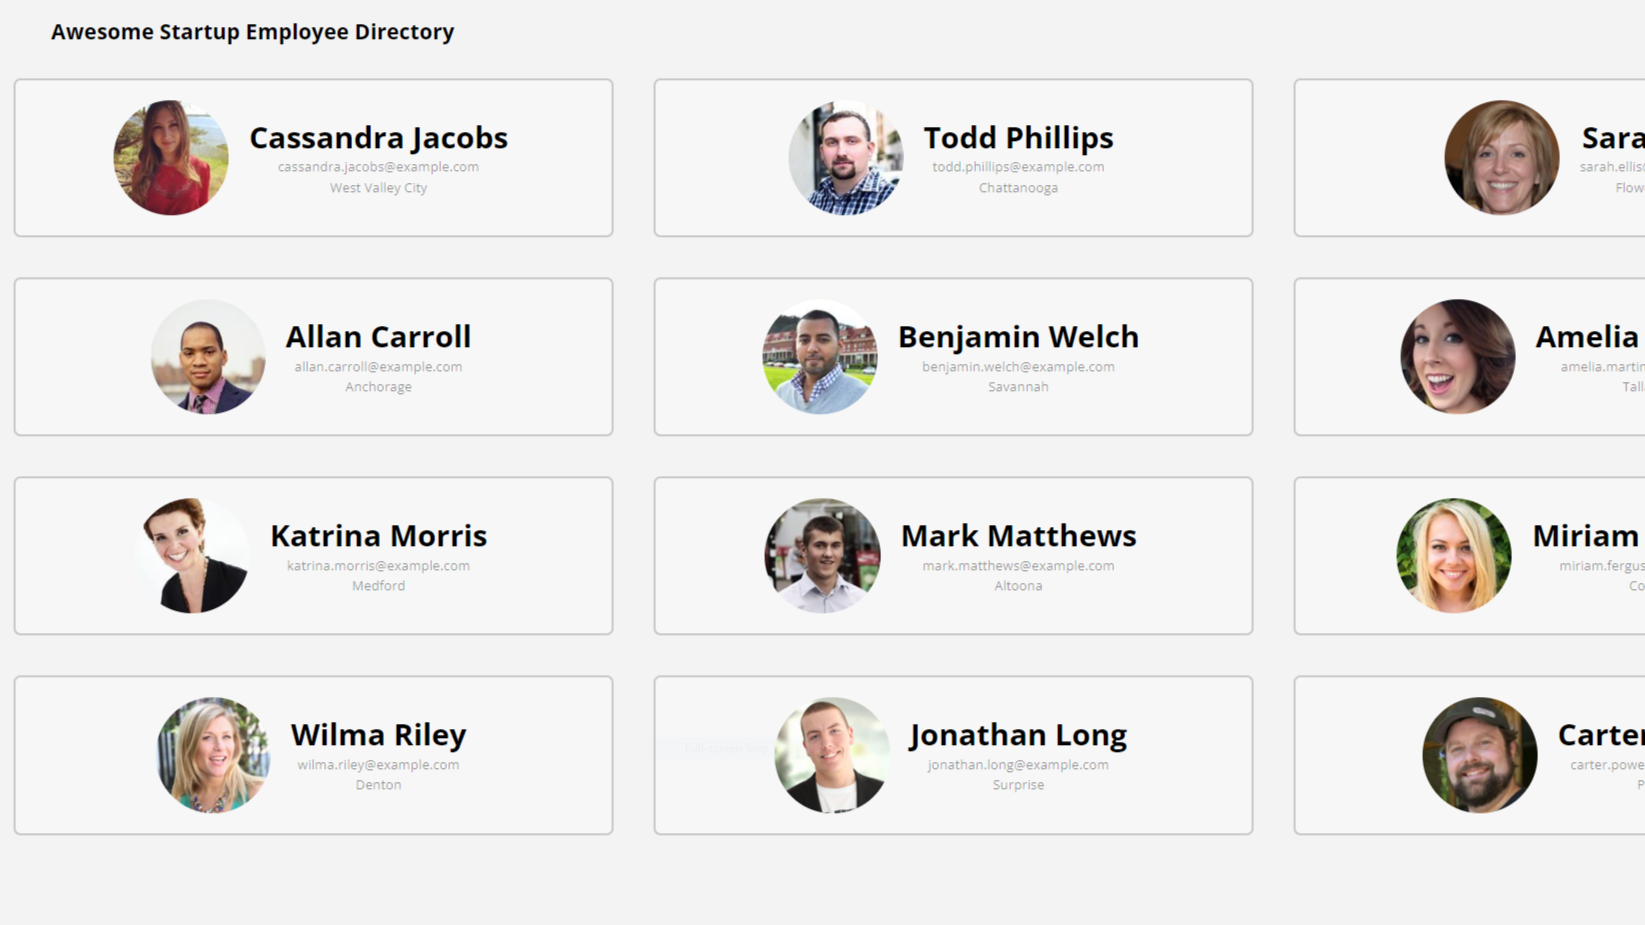 Awesome Startup Employee Directory
Cassandra Jacobs
cassandra.jacobs@example.com
West Valley City
Todd Phillips
todd.phillips@example.com
Chattanooga
Sara
sarah.ellis
Flow
Allan Carroll
allan.carroll@example.com
Anchorage
Benjamin Welch
benjamin.welch@example.com
Savannah
Amelia
amelia.martin
Tall
Katrina Morris
katrina.morris@example.com
Medford
Mark Matthews
mark.matthews@example.com
Altoona
Miriam
miriam.fergus
Co
Wilma Riley
wilma.riley@example.com
Denton
Jonathan Long
jonathan.long@example.com
Surprise
Carter
carter.powe
P